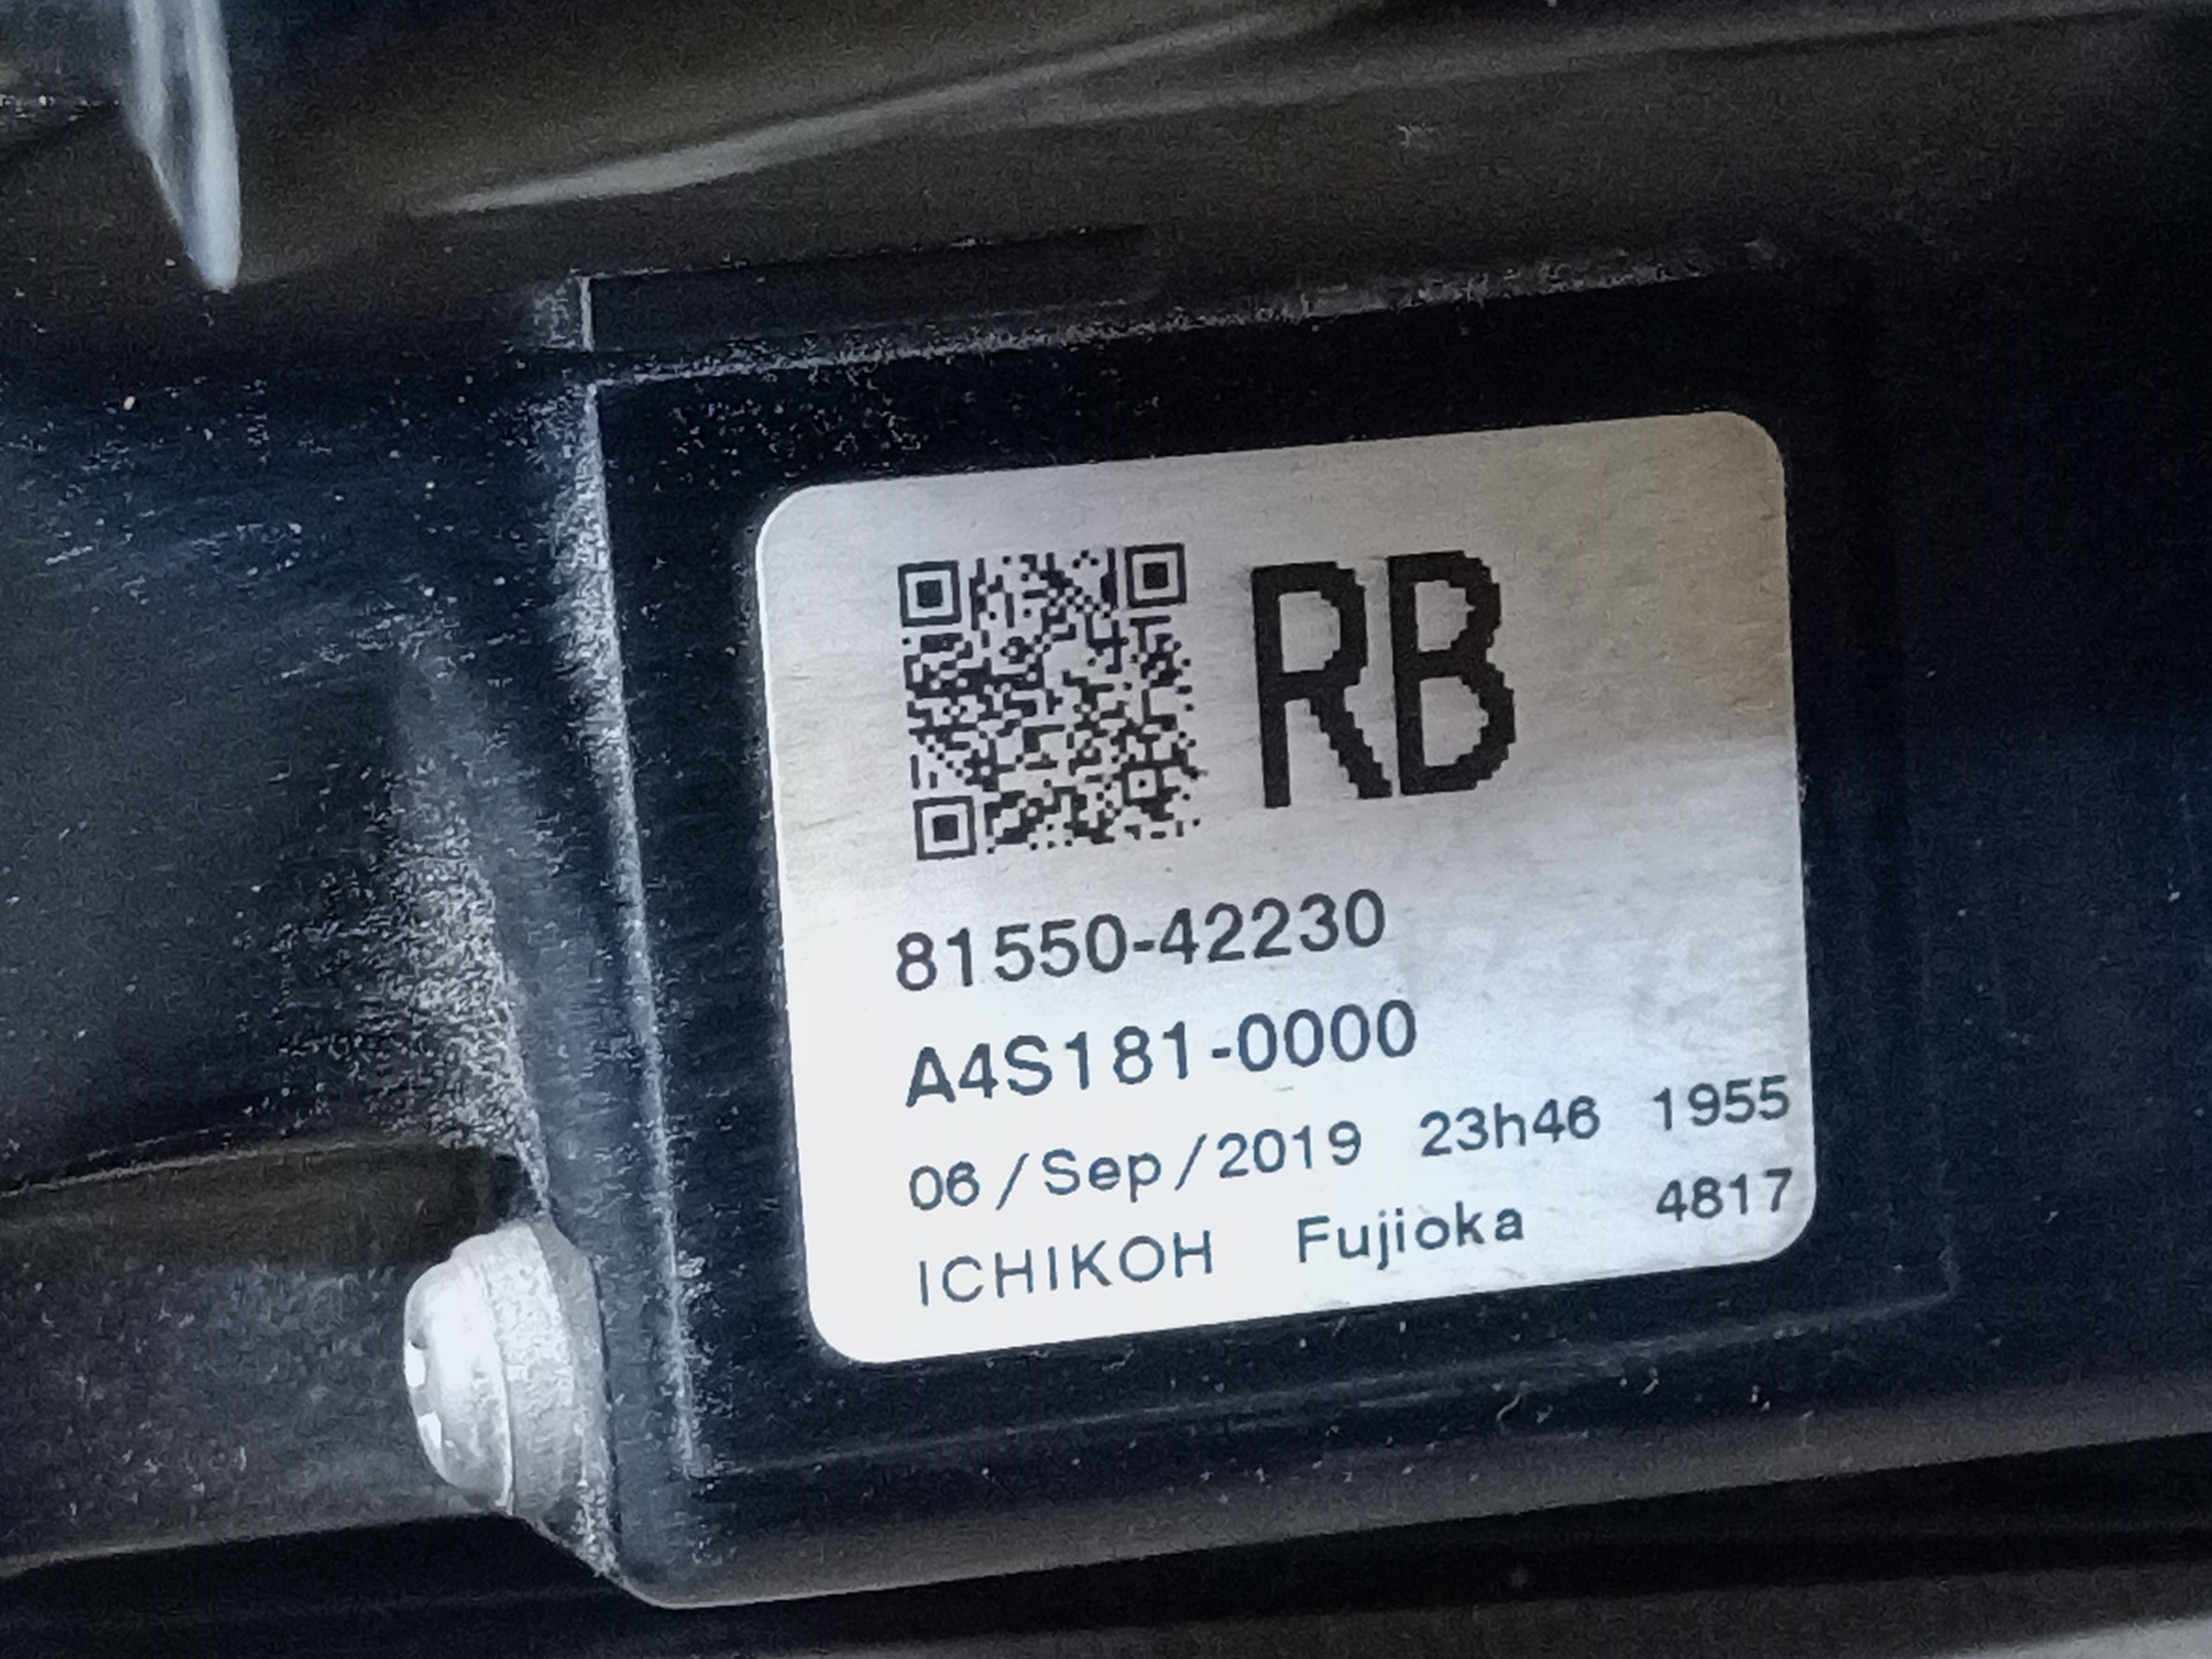 RB
81550-42230
A4S181-0000
06/Sep/2019 23h46 1955
ICHIKOH Fujioka 4817